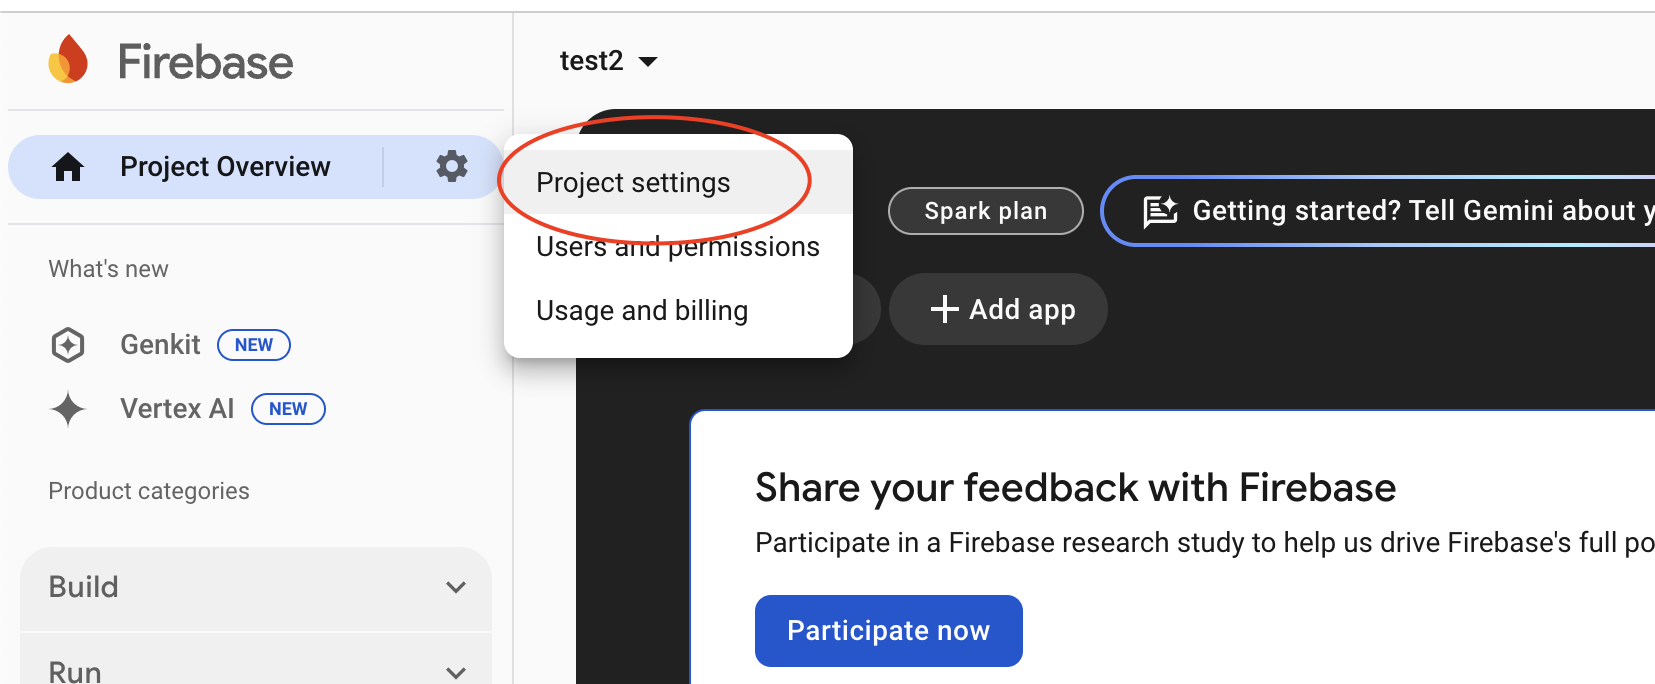 Firebase
test2
Project Overview
Project settings
Users and permissions
Usage and billing
Spark plan
Getting started? Tell Gemini about y
Add app
What's new
Genkit NEW
Vertex AI NEW
Product categories
Build
Run
Share your feedback with Firebase
Participate in a Firebase research study to help us drive Firebase's full po
Participate now